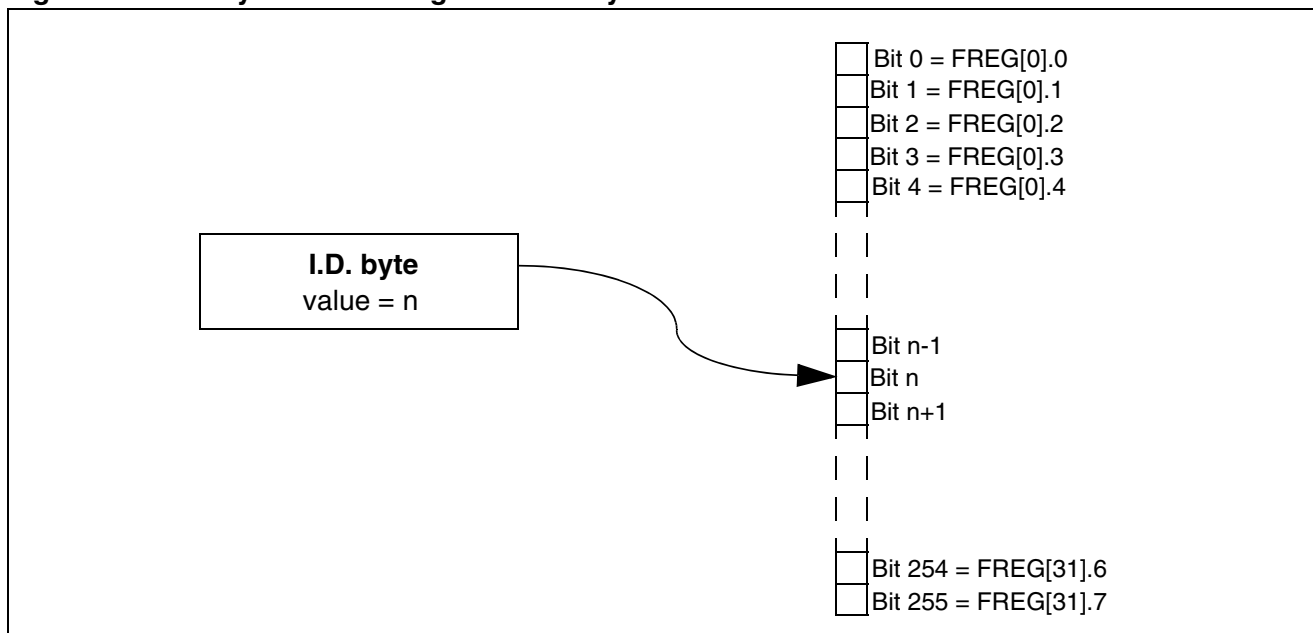 Bit 0 = FREG[0].0
Bit 1 = FREG[0].1
Bit 2 = FREG[0].2
Bit 3 = FREG[0].3
Bit 4 = FREG[0].4
I.D. byte
value = n
Bit n-1
Bit n
Bit n+1
Bit 254 = FREG[31].6
Bit 255 = FREG[31].7